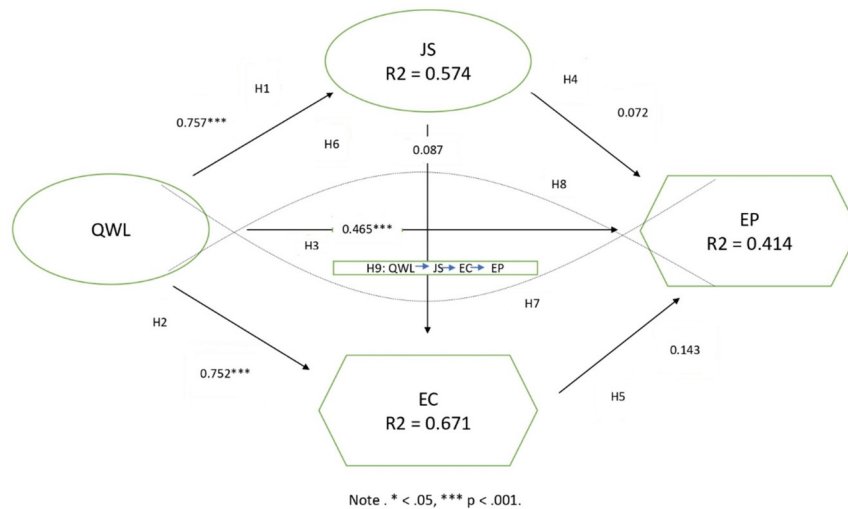 JS
R2 = 0.574
H1
H4
0.757***
0.072
H6
0.087
H8
QWL
0.465***
EP
R2 = 0.414
H3
H9: QWL → JS → EC → EP
H7
H2
0.752***
0.143
EC
R2 = 0.671
H5
Note . * < .05, *** p < .001.